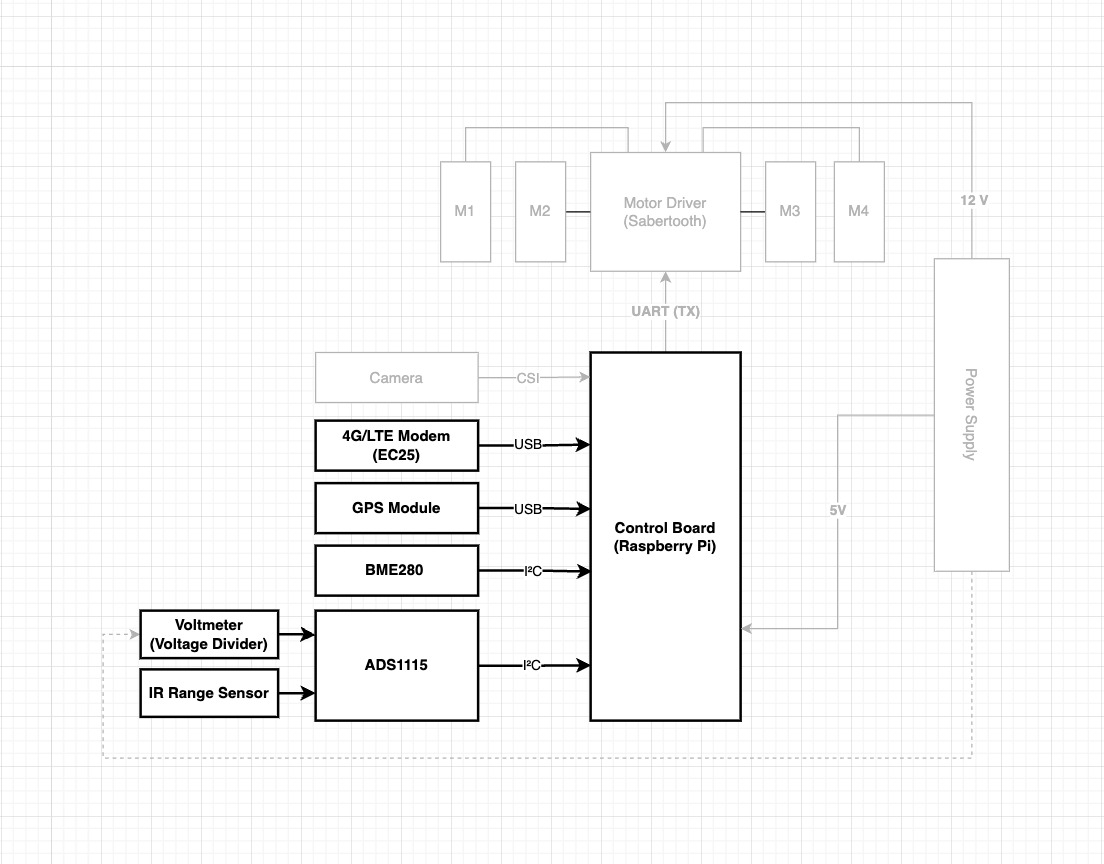 M1
M2
Motor Driver
(Sabertooth)
M3
M4
12 V
UART (TX)
Camera
CSI
4G/LTE Modem
(EC25)
USB
GPS Module
USB
BME280
I²C
Voltmeter
(Voltage Divider)
IR Range Sensor
ADS1115
I²C
Control Board
(Raspberry Pi)
5V
Power Supply